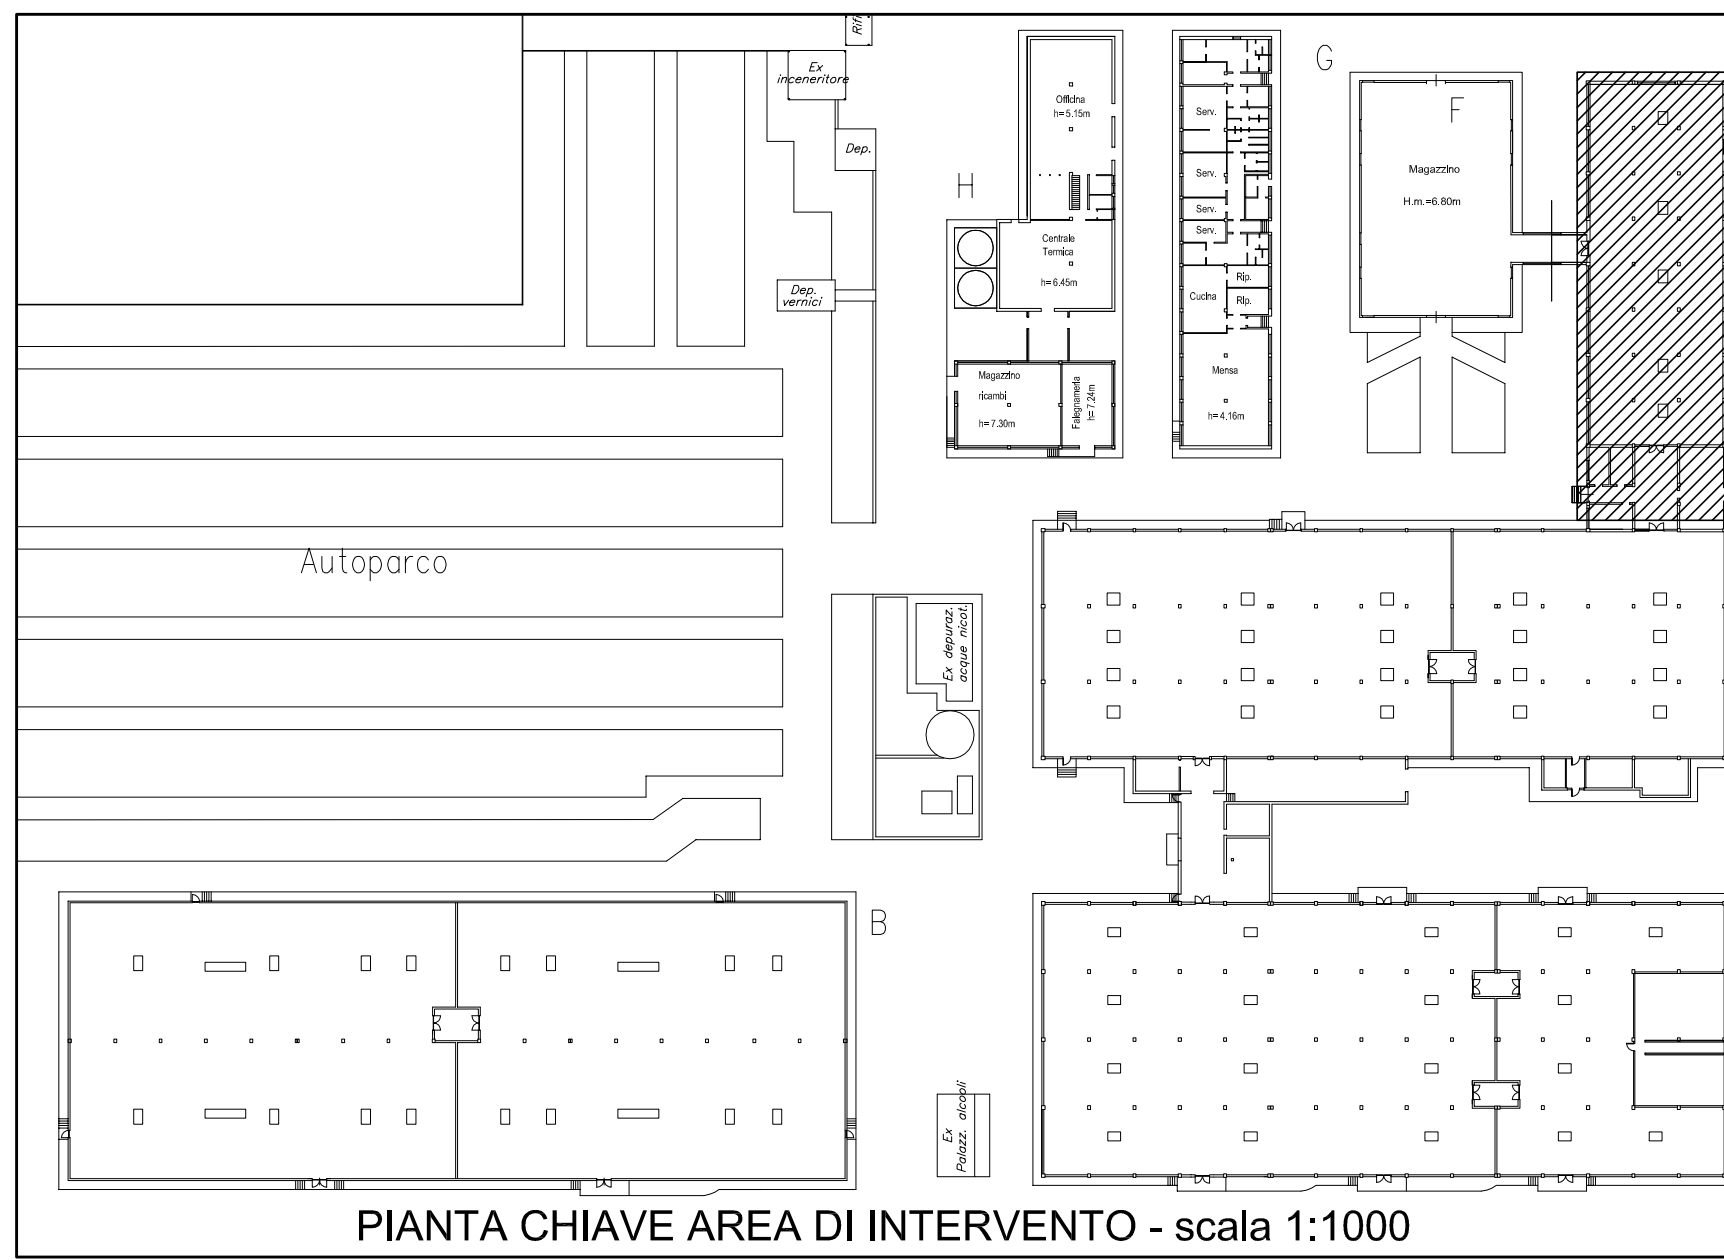 Rifi
Ex
inceneritore
Dep.
Dep.
vernici
H
Officina
h=5.15m
Centrale
Termica
h=6.45m
Magazzino
ricambi
h=7.30m
Falegnameria
h=7.24m
Serv.
Serv.
Serv.
Serv.
Cucina
Rip.
Rip.
Mensa
h=4.16m
G
F
Magazzino
H.m.=6.80m
Autoparco
Ex depuraz.
acque nicot.
B
Ex
Palazz. alcooli
PIANTA CHIAVE AREA DI INTERVENTO - scala 1:1000